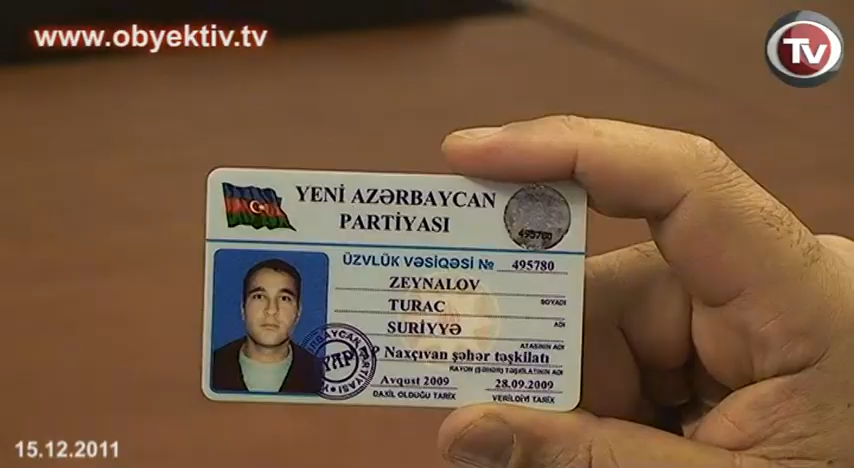 www.obyektiv.tv
Tv
YENİ AZƏRBAYCAN
PARTİYASI
495780
ÜZVLÜK VƏSİQƏSİ № 495780
ZEYNALOV
SOYADI
TURAC
ADI
SURİYYƏ
ATASININ ADI
Naxçıvan şəhər təşkilatı
RAYON (ŞƏHƏR) TƏŞKİLATININ ADI
Avqust 2009 28.09.2009
DAXİL OLDUĞU TARİX VERİLDİYİ TARİX
YAP
15.12.2011